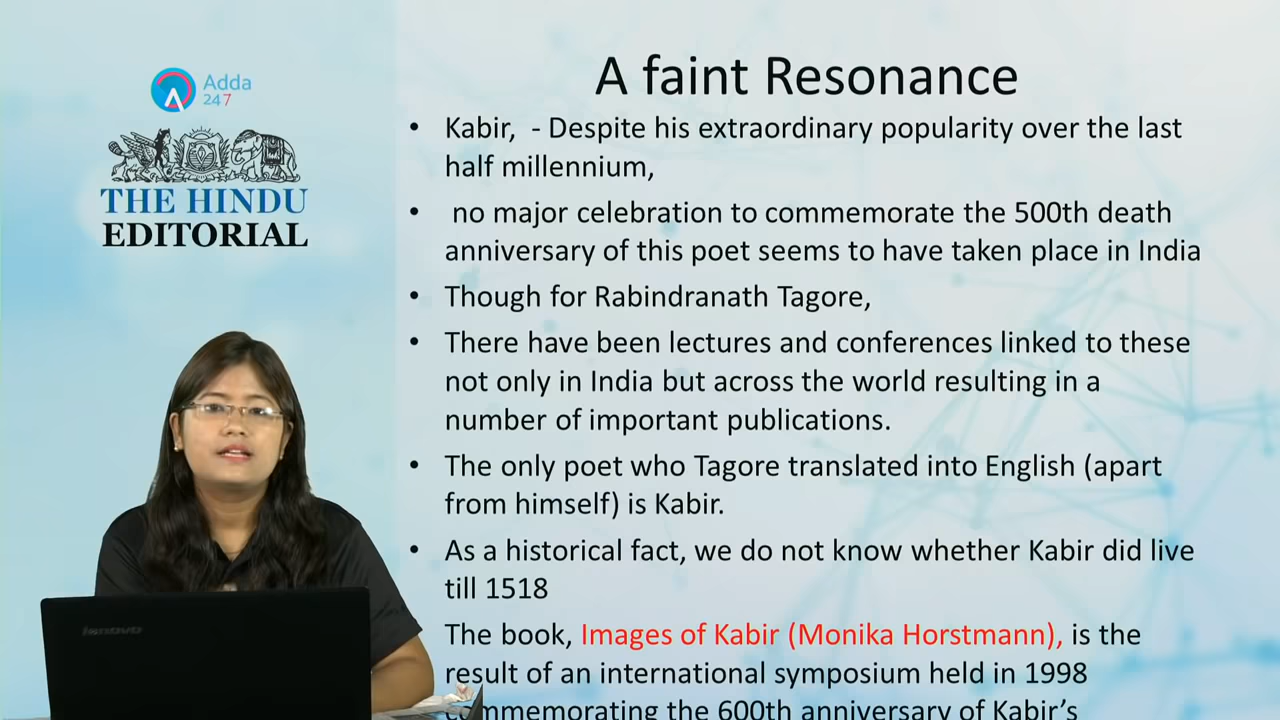 Adda
247
THE HINDU
EDITORIAL
A faint Resonance
• Kabir,  - Despite his extraordinary popularity over the last
half millennium,
•  no major celebration to commemorate the 500th death
anniversary of this poet seems to have taken place in India
• Though for Rabindranath Tagore,
• There have been lectures and conferences linked to these
not only in India but across the world resulting in a
number of important publications.
• The only poet who Tagore translated into English (apart
from himself) is Kabir.
• As a historical fact, we do not know whether Kabir did live
till 1518
The book, Images of Kabir (Monika Horstmann), is the
result of an international symposium held in 1998
commemorating the 600th anniversary of Kabir's
lenovo